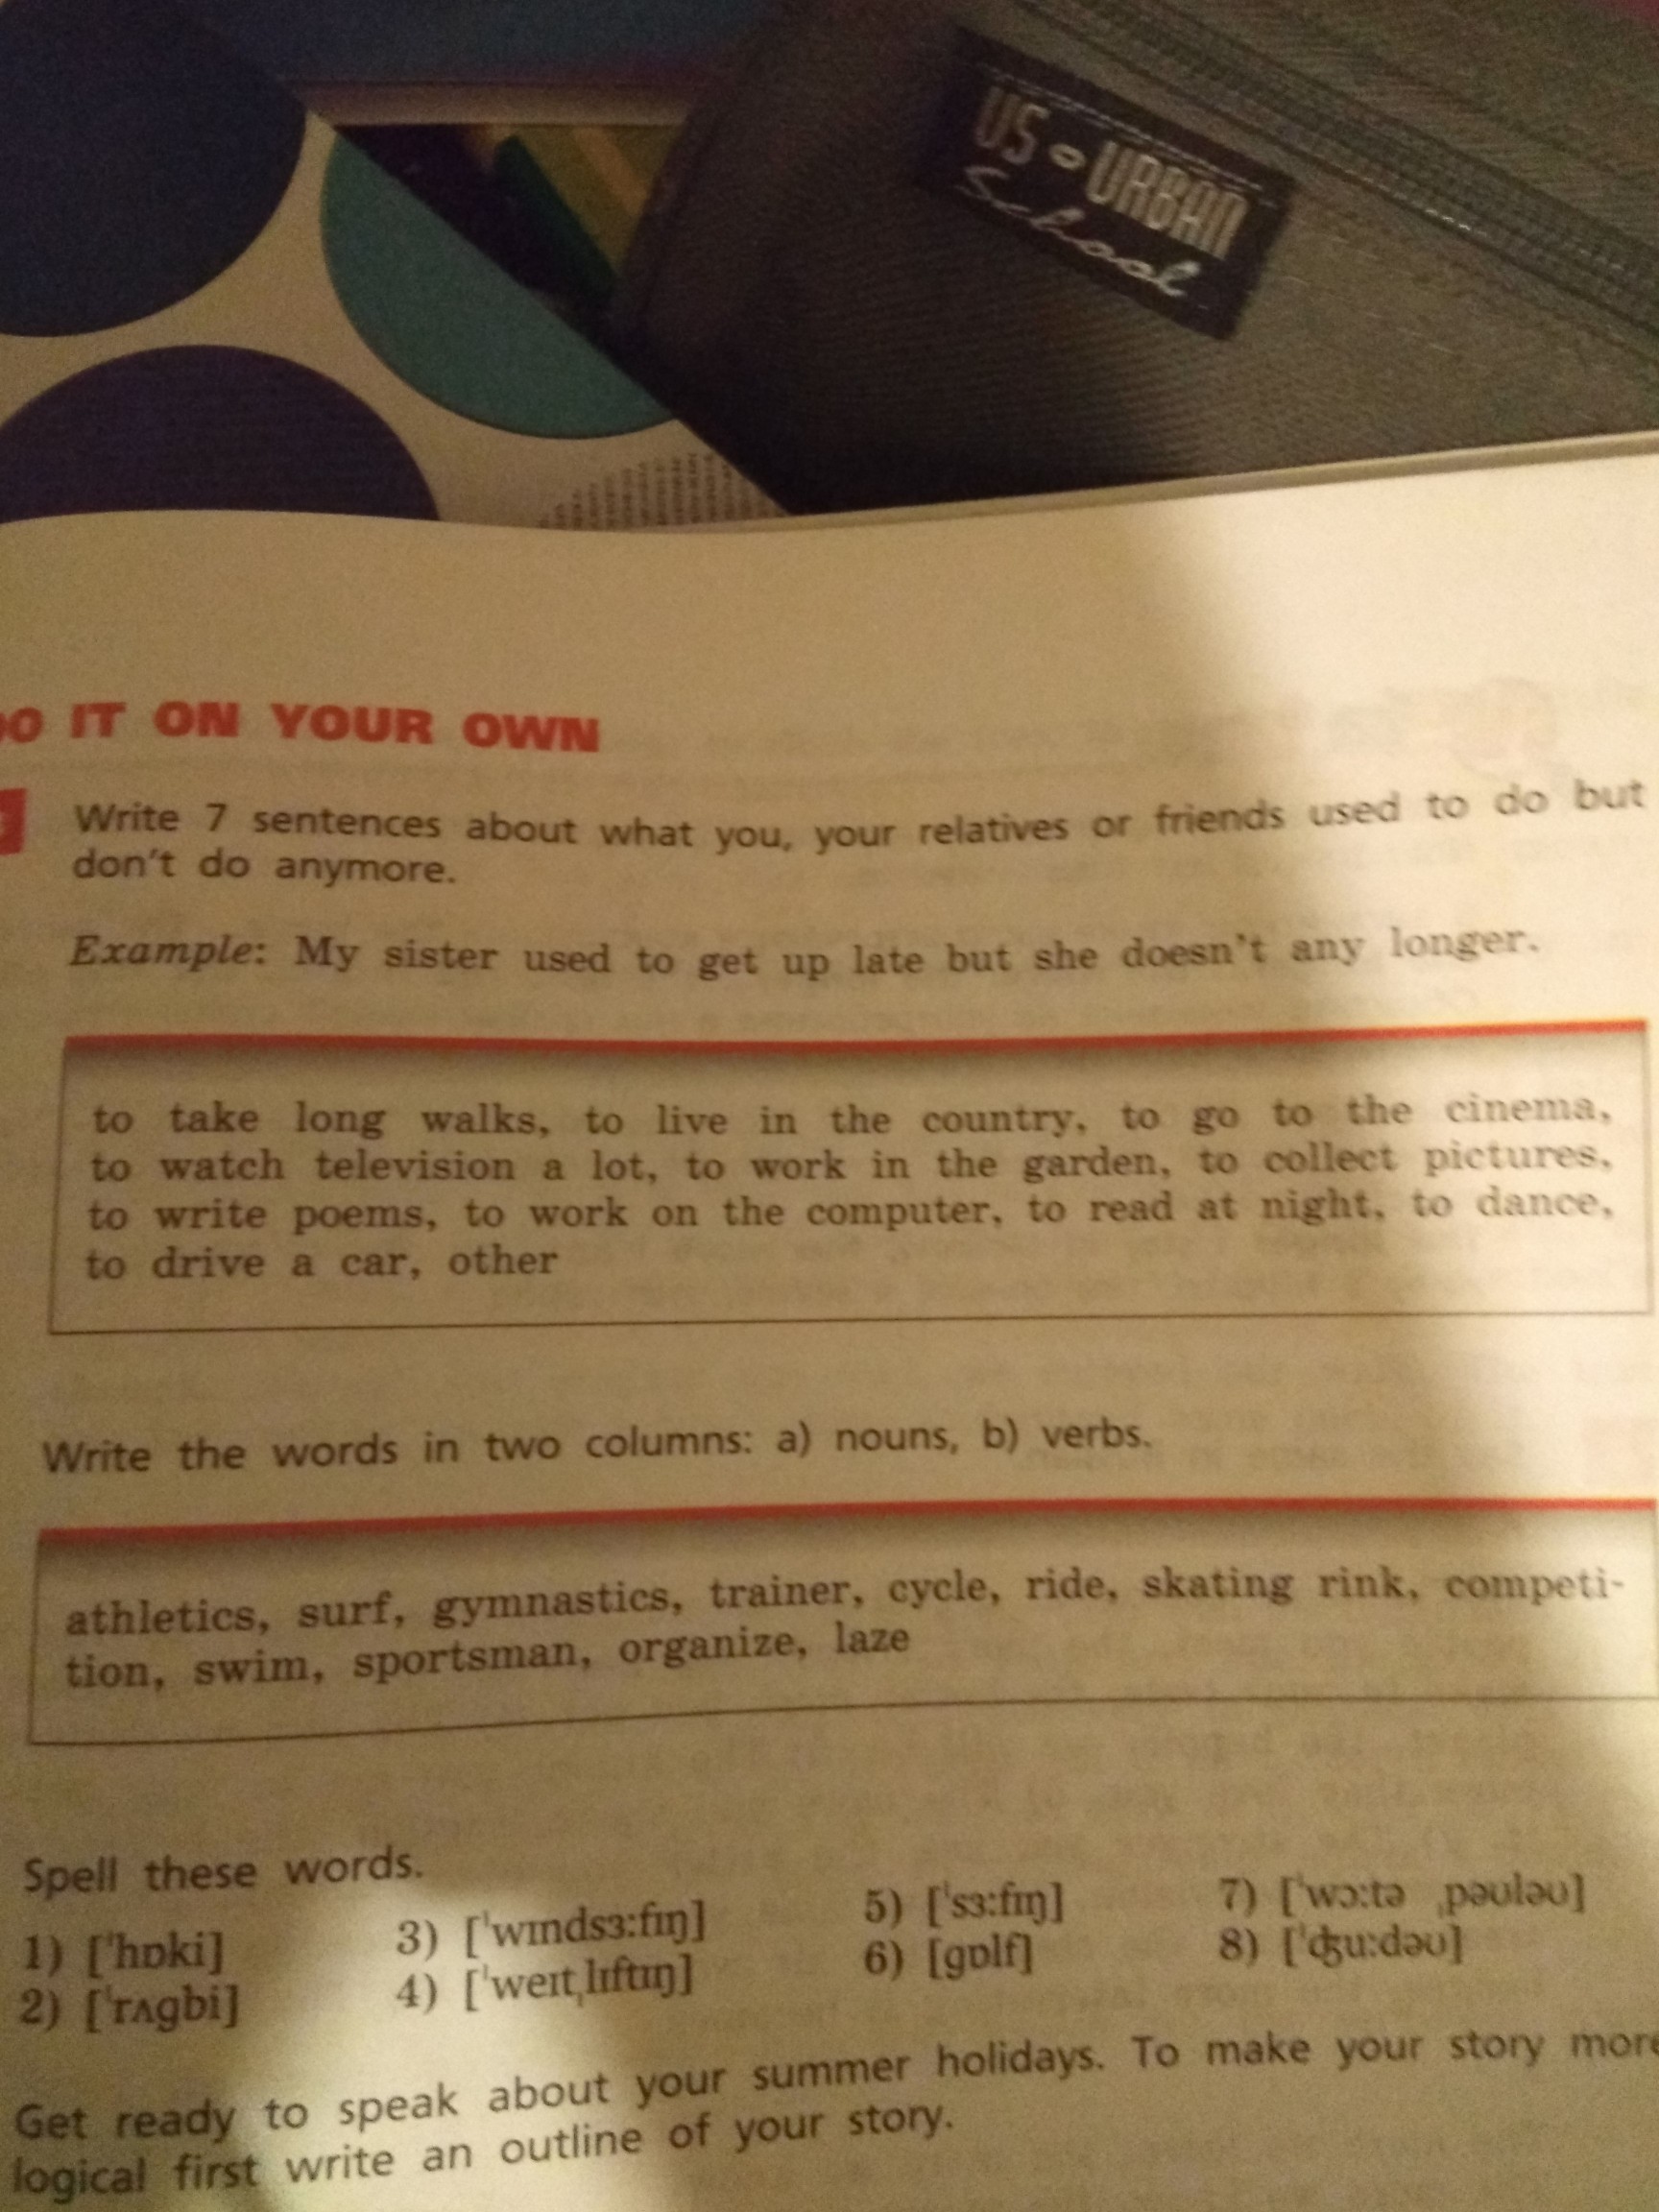 US URBAN
School
DO IT ON YOUR OWN
Write 7 sentences about what you, your relatives or friends used to do but
don't do anymore.
Example: My sister used to get up late but she doesn't any longer.
to take long walks, to live in the country, to go to the cinema,
to watch television a lot, to work in the garden, to collect pictures,
to write poems, to work on the computer, to read at night, to dance,
to drive a car, other
Write the words in two columns: a) nouns, b) verbs.
athletics, surf, gymnastics, trainer, cycle, ride, skating rink, competi-
tion, swim, sportsman, organize, laze
Spell these words.
1) [ˈhɒki] 3) [ˈwɪndsɜːfɪŋ] 5) [ˈsɜːfɪŋ] 7) [ˈwɔːtə ˌpəʊləʊ]
2) [ˈrʌgbi] 4) [ˈweɪtˌlɪftɪŋ] 6) [gɒlf] 8) [ˈʤuːdəʊ]
Get ready to speak about your summer holidays. To make your story more
logical first write an outline of your story.